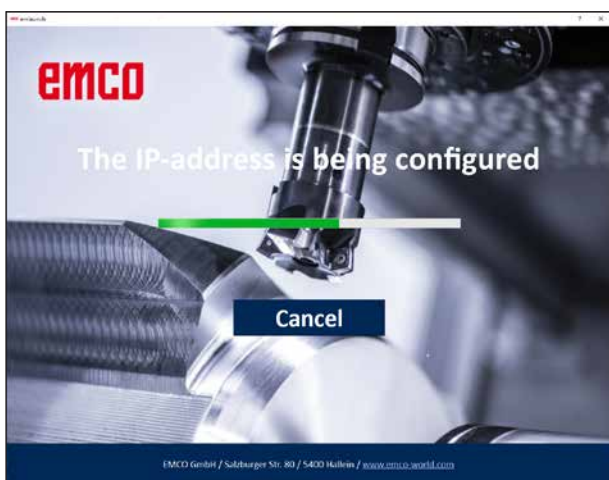 emco
The IP-address is being configured
Cancel
EMCO GmbH / Salzburger Str. 80 / 5400 Hallein / www.emco-world.com